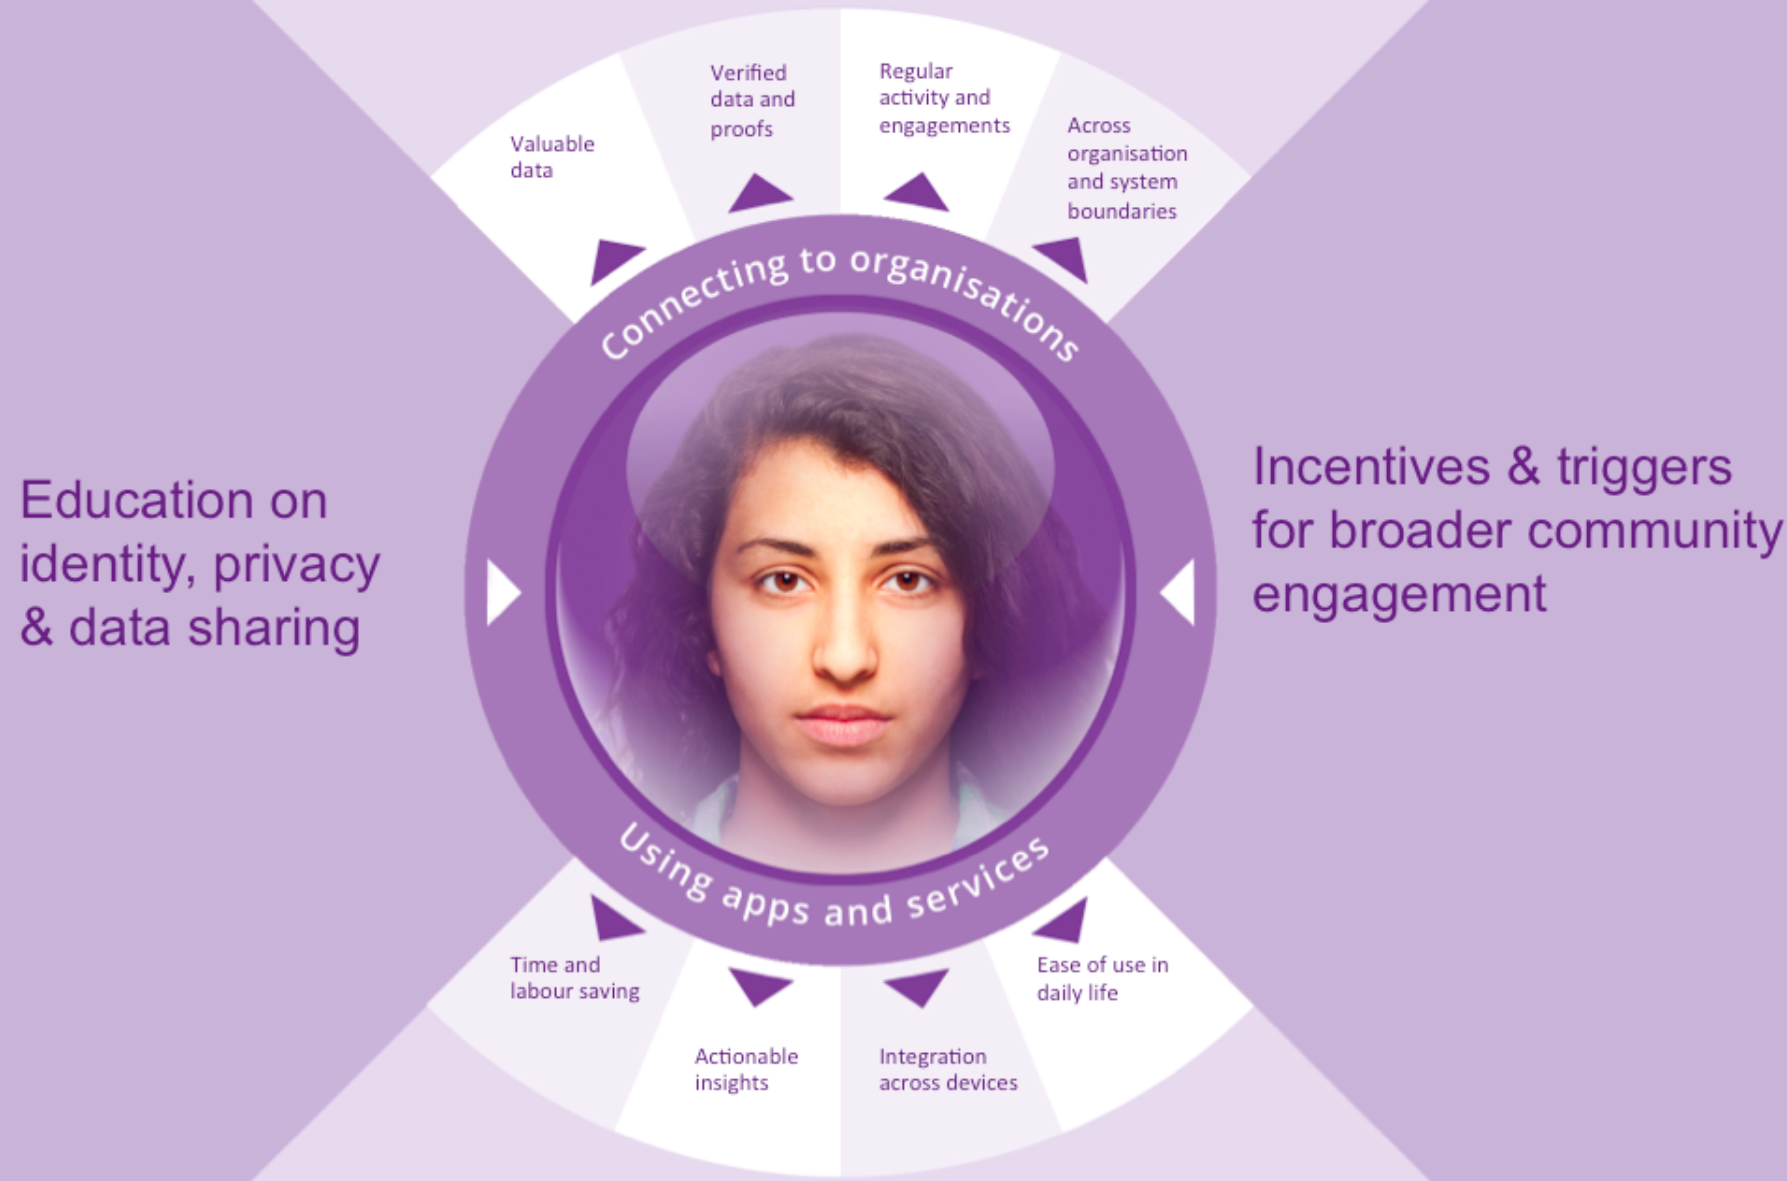 Valuable
data
Verified
data and
proofs
Regular
activity and
engagements
Across
organisation
and system
boundaries
Connecting to organisations
Education on
identity, privacy
& data sharing
Incentives & triggers
for broader community
engagement
Using apps and services
Time and
labour saving
Actionable
insights
Integration
across devices
Ease of use in
daily life